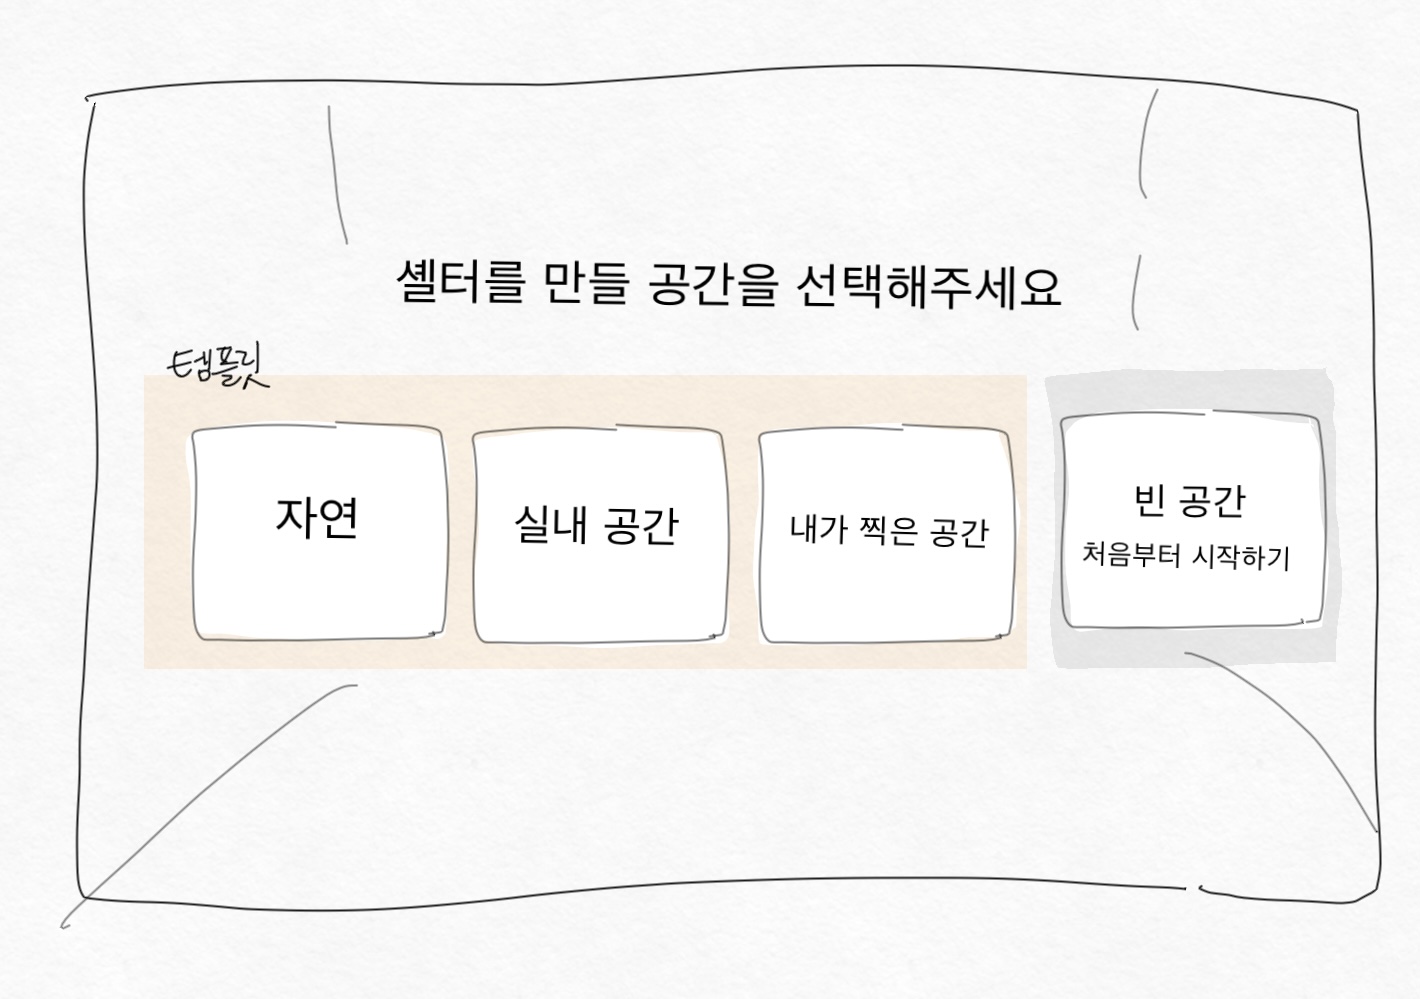 셸터를 만들 공간을 선택해주세요
템플릿
자연
실내 공간
내가 찍은 공간
빈 공간
처음부터 시작하기